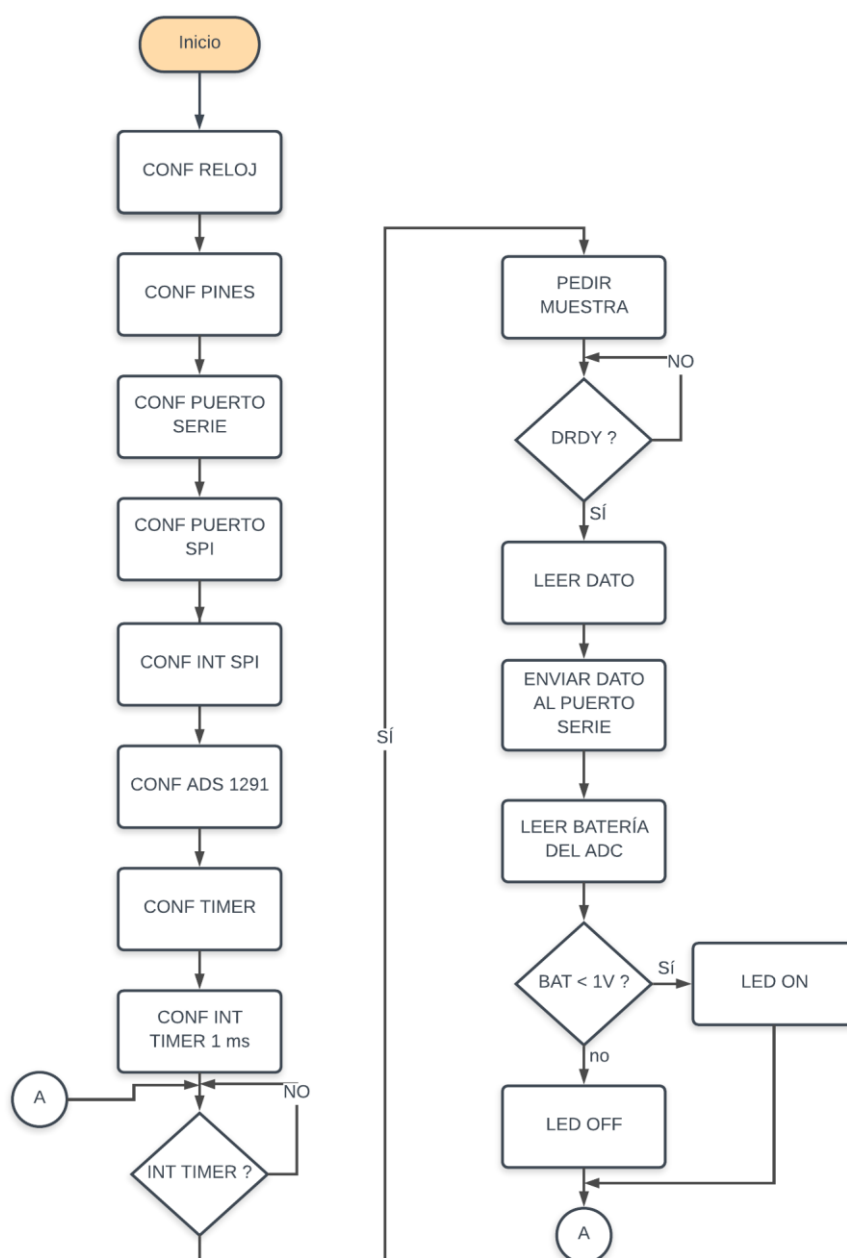 Inicio
CONF RELOJ
CONF PINES
CONF PUERTO
SERIE
CONF PUERTO
SPI
CONF INT SPI
CONF ADS 1291
CONF TIMER
CONF INT
TIMER 1 ms
A
NO
INT TIMER ?
SÍ
PEDIR
MUESTRA
NO
DRDY ?
SÍ
LEER DATO
ENVIAR DATO
AL PUERTO
SERIE
LEER BATERÍA
DEL ADC
BAT < 1V ?
Sí
LED ON
no
LED OFF
A